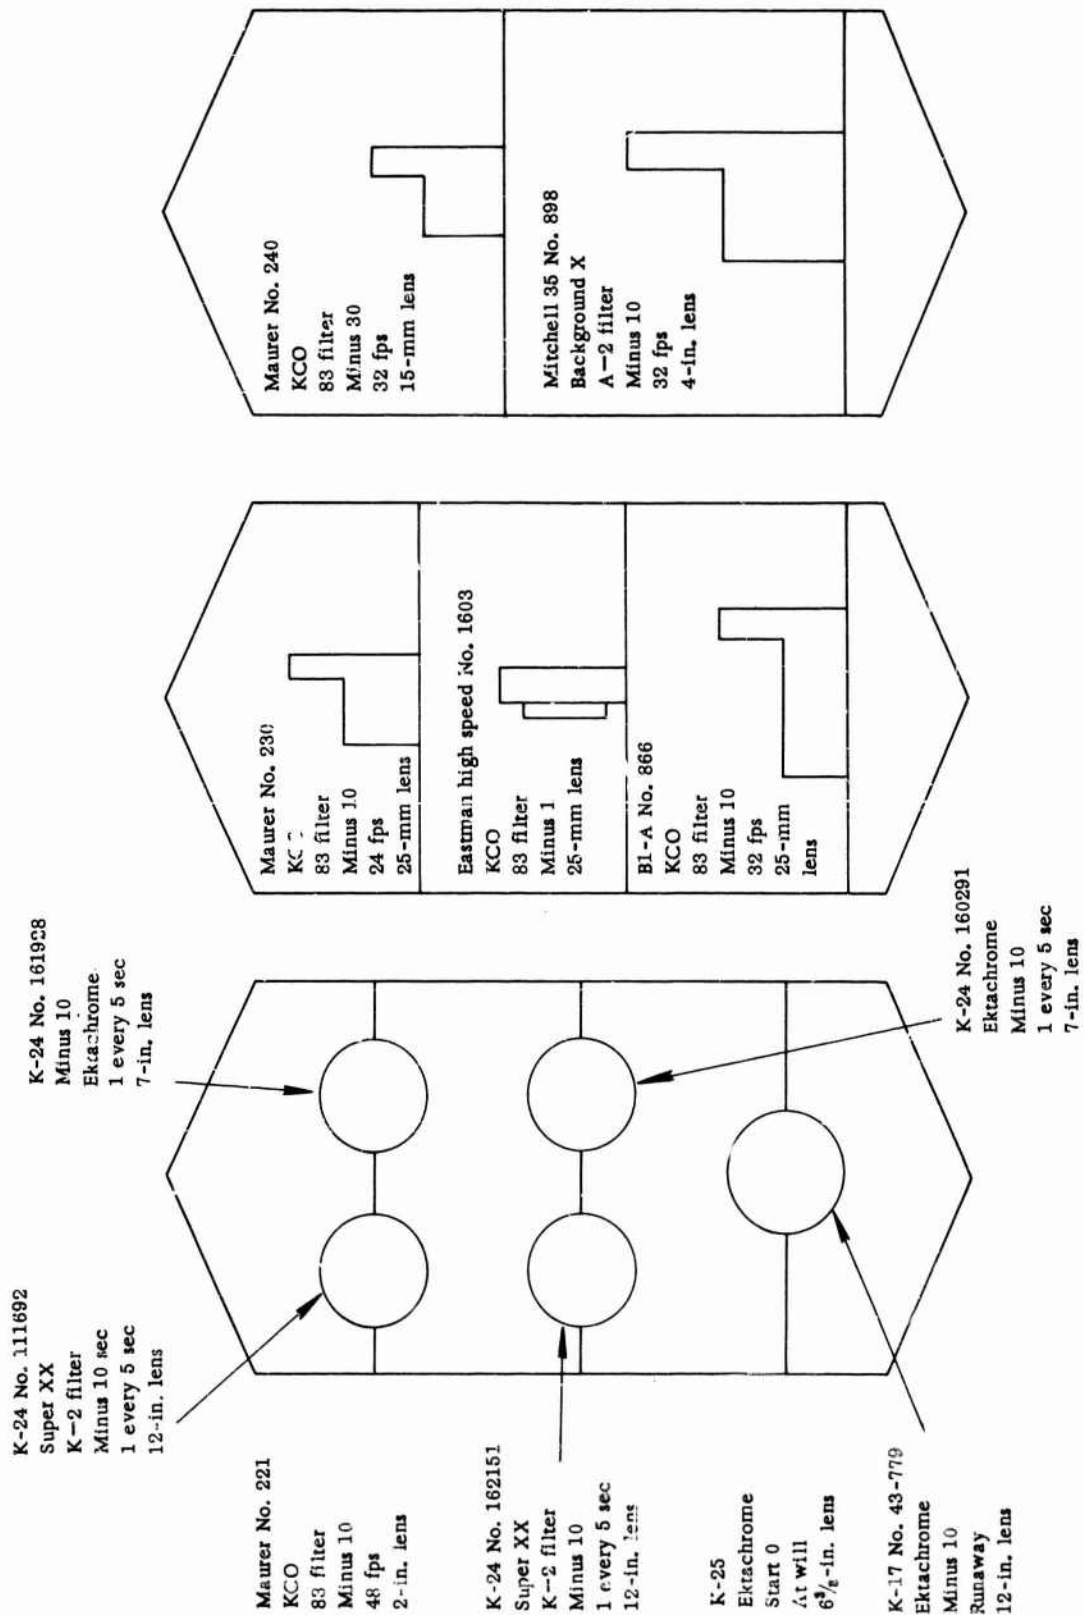 K-24 No. 111692
Super XX
K-2 filter
Minus 10 sec
1 every 5 sec
12-in. lens
K-24 No. 161928
Minus 10
Ektachrome
1 every 5 sec
7-in. lens
Maurer No. 221
KCO
83 filter
Minus 10
48 fps
2-in. lens
K-24 No. 162151
Super XX
K-2 filter
Minus 10
1 every 5 sec
12-in. lens
K-25
Ektachrome
Start 0
At will
6³/₈-in. lens
K-17 No. 43-779
Ektachrome
Minus 10
Runaway
12-in. lens
K-24 No. 160291
Ektachrome
Minus 10
1 every 5 sec
7-in. lens
Maurer No. 230
83 filter
Minus 10
24 fps
25-mm lens
Eastman high speed No. 1603
KCO
83 filter
Minus 1
25-mm lens
B1-A No. 866
KCO
83 filter
Minus 10
32 fps
25-mm
lens
Maurer No. 240
KCO
83 filter
Minus 30
32 fps
15-mm lens
Mitchell 35 No. 898
Background X
A-2 filter
Minus 10
32 fps
4-in. lens